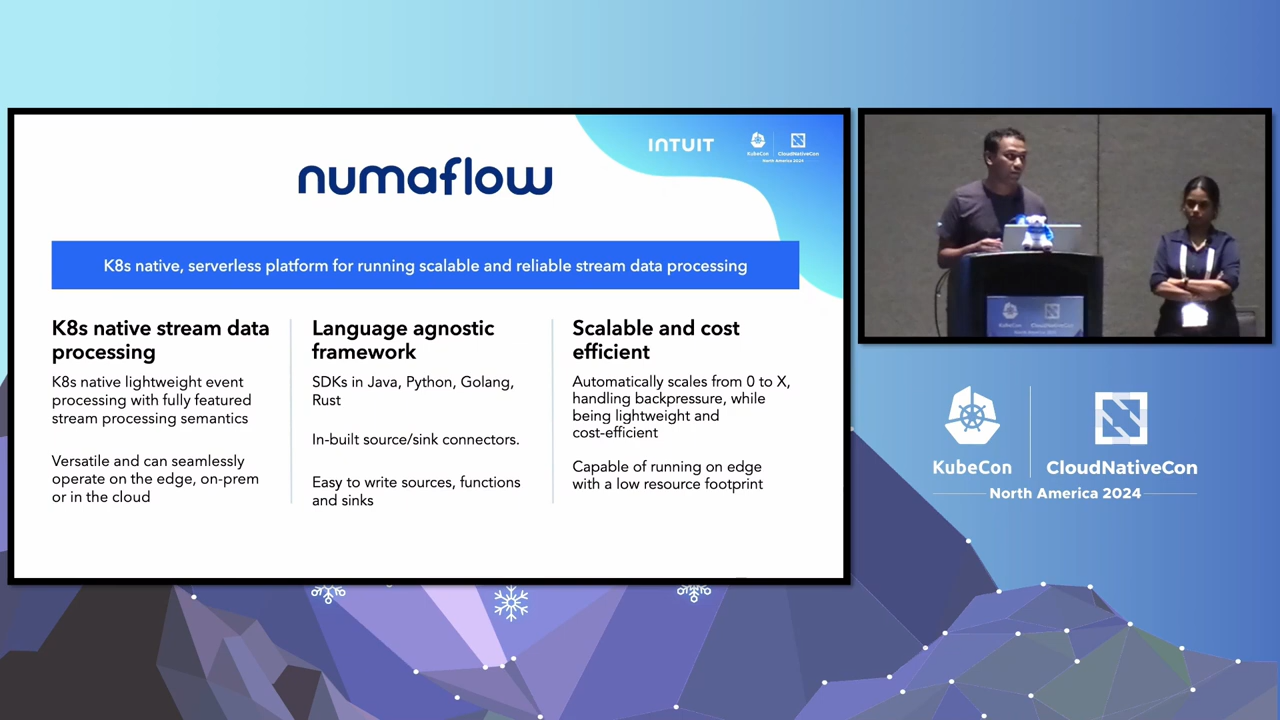 INTUIT
KubeCon
CloudNativeCon
North America 2024
numaflow
K8s native, serverless platform for running scalable and reliable stream data processing
K8s native stream data
processing
K8s native lightweight event
processing with fully featured
stream processing semantics
Versatile and can seamlessly
operate on the edge, on-prem
or in the cloud
Language agnostic
framework
SDKs in Java, Python, Golang,
Rust
In-built source/sink connectors.
Easy to write sources, functions
and sinks
Scalable and cost
efficient
Automatically scales from 0 to X,
handling backpressure, while
being lightweight and
cost-efficient
Capable of running on edge
with a low resource footprint
KubeCon
CloudNativeCon
KubeCon
CloudNativeCon
North America 2024